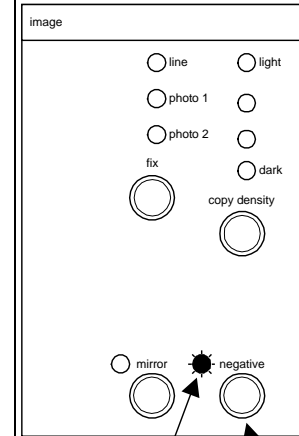 image
line light
photo 1
photo 2
fix dark
copy density
mirror negative